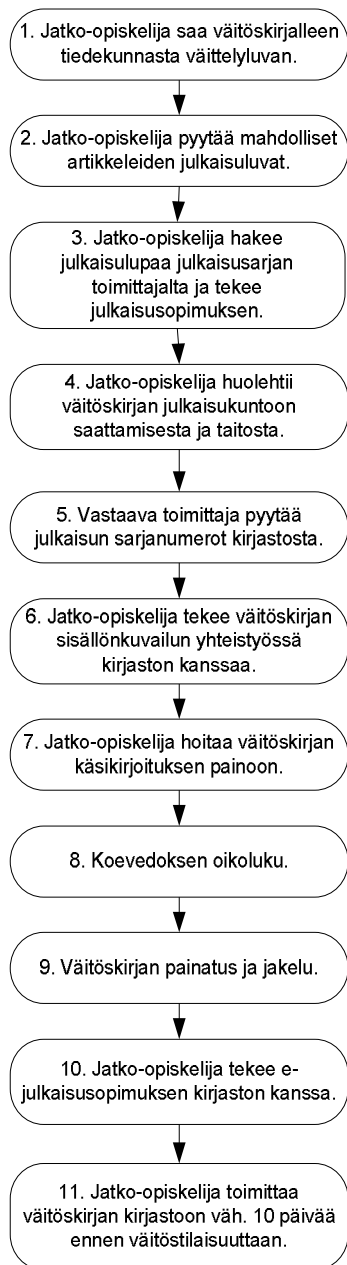 1. Jatko-opiskelija saa väitöskirjalleen
tiedekunnasta väittelyluvan.
2. Jatko-opiskelija pyytää mahdolliset
artikkeleiden julkaisuluvat.
3. Jatko-opiskelija hakee
julkaisulupaa julkaisusarjan
toimittajalta ja tekee
julkaisusopimuksen.
4. Jatko-opiskelija huolehtii
väitöskirjan julkaisukuntoon
saattamisesta ja taitosta.
5. Vastaava toimittaja pyytää
julkaisun sarjanumerot kirjastosta.
6. Jatko-opiskelija tekee väitöskirjan
sisällönkuvailun yhteistyössä
kirjaston kanssaa.
7. Jatko-opiskelija hoitaa väitöskirjan
käsikirjoituksen painoon.
8. Koevedoksen oikoluku.
9. Väitöskirjan painatus ja jakelu.
10. Jatko-opiskelija tekee e-
julkaisusopimuksen kirjaston kanssa.
11. Jatko-opiskelija toimittaa
väitöskirjan kirjastoon väh. 10 päivää
ennen väitöstilaisuuttaan.